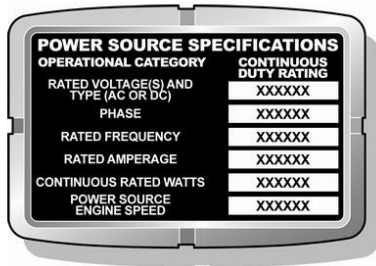 POWER SOURCE SPECIFICATIONS
OPERATIONAL CATEGORY
CONTINUOUS
DUTY RATING
RATED VOLTAGE(S) AND
TYPE (AC OR DC)
XXXXXX
PHASE
XXXXXX
RATED FREQUENCY
XXXXXX
RATED AMPERAGE
XXXXXX
CONTINUOUS RATED WATTS
XXXXXX
POWER SOURCE
ENGINE SPEED
XXXXXX